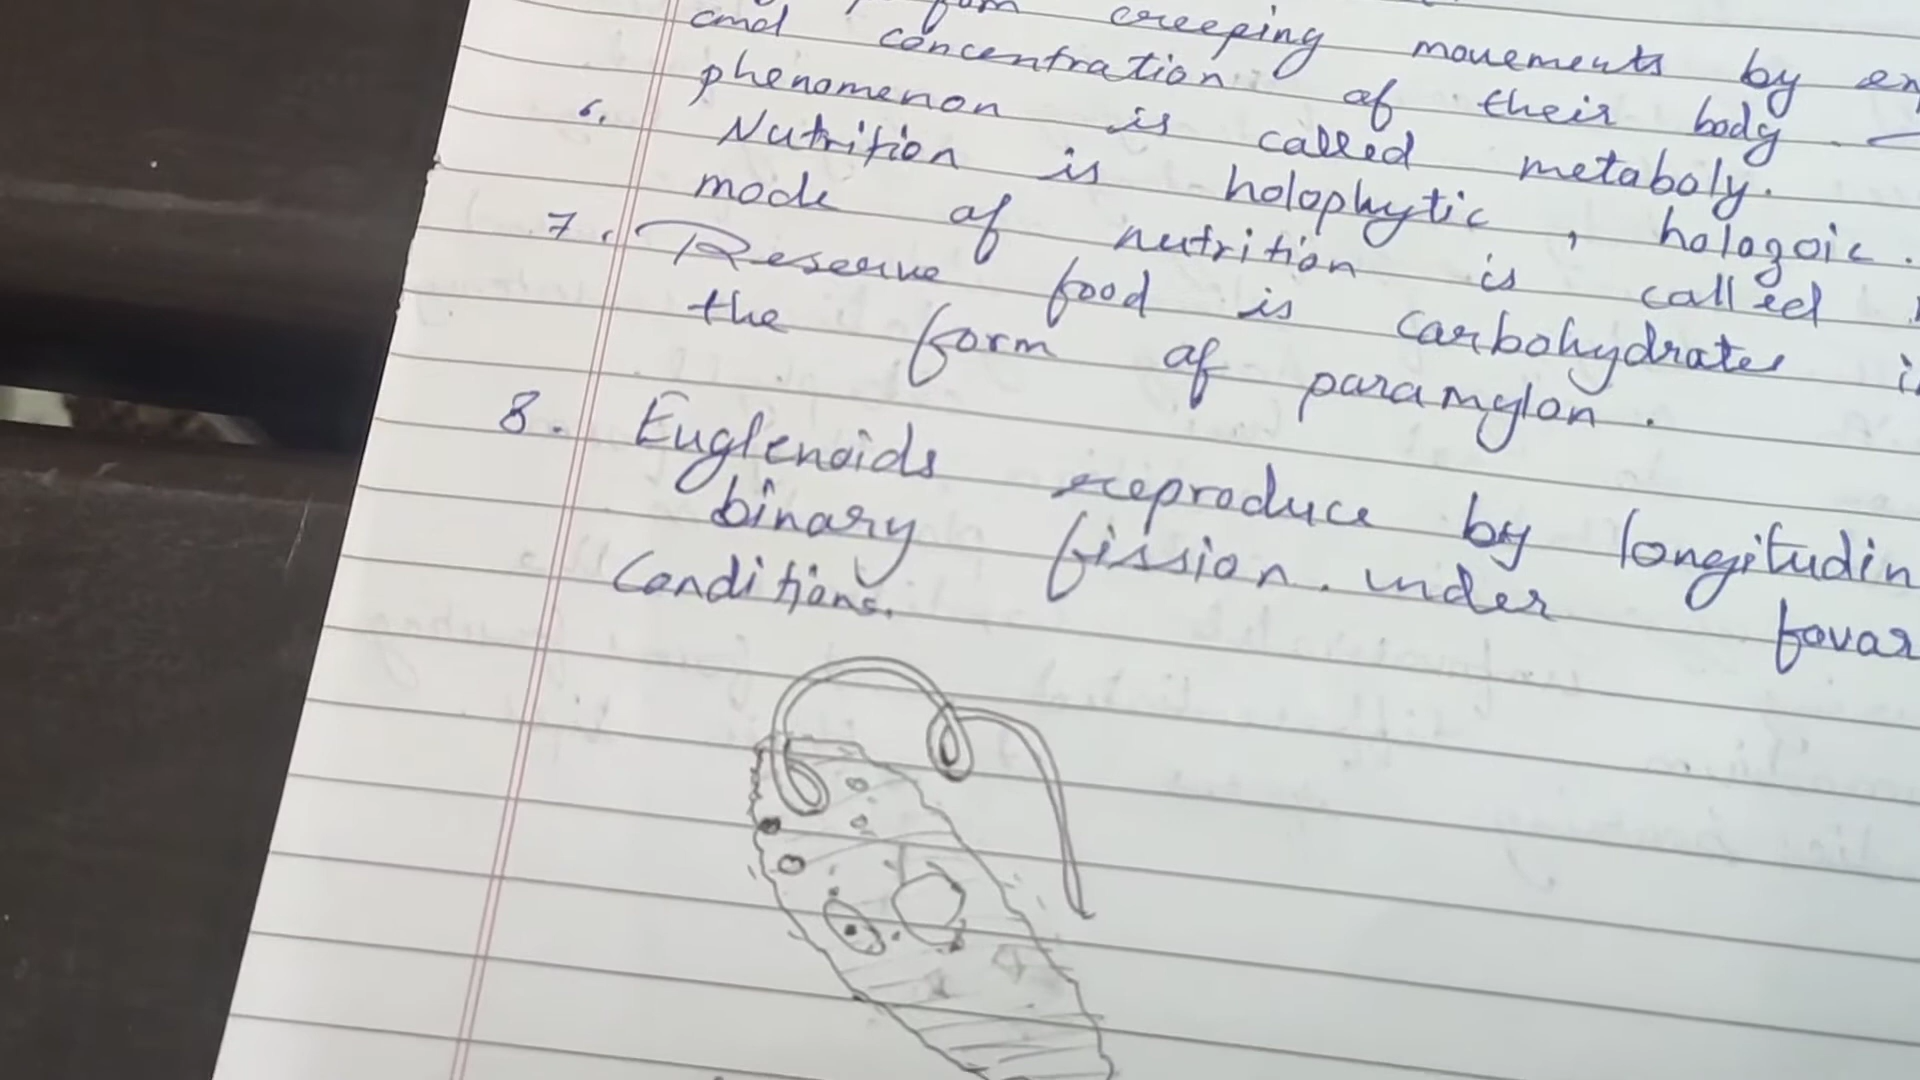 creeping movements by
and concentration of their body
phenomenon is called metaboly.
6. Nutrition is holophytic, holozoic.
mode of nutrition is called
7. Reserve food is carbohydrates
the form of paramylon.
8. Euglenoids reproduce by longitudin
binary fission. under favar
Conditions.